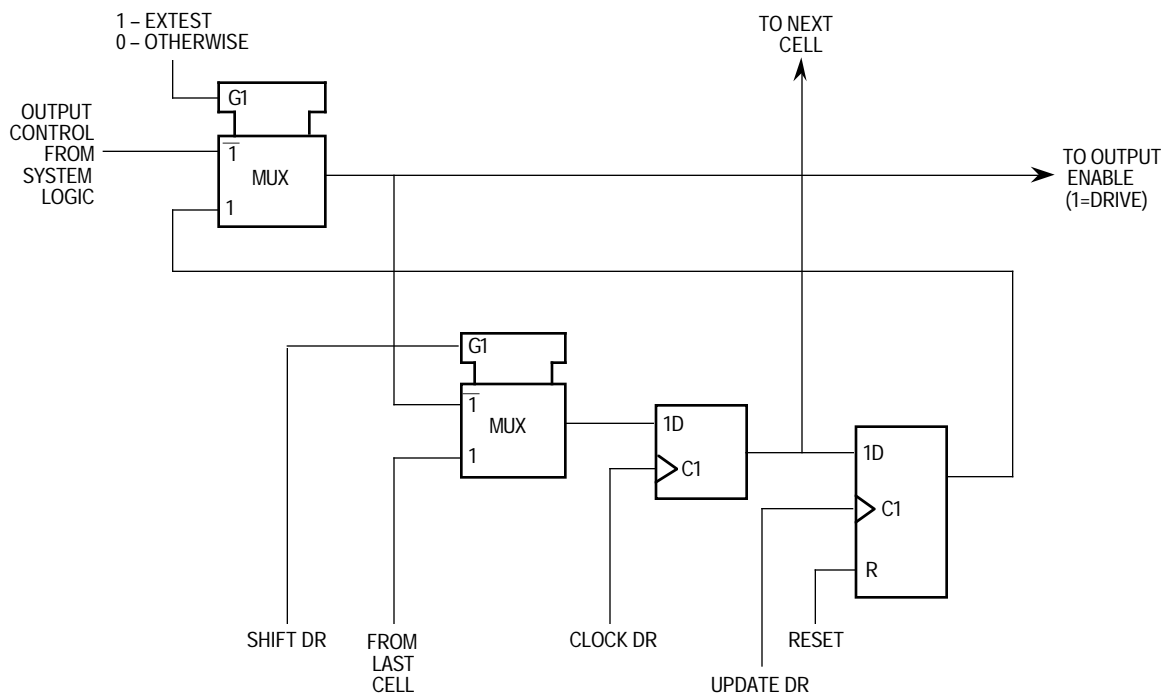 1 – EXTEST
0 – OTHERWISE
TO NEXT
CELL
G1
OUTPUT
CONTROL
FROM
SYSTEM
LOGIC
1
MUX
1
TO OUTPUT
ENABLE
(1=DRIVE)
G1
1
MUX
1
1D
C1
1D
C1
R
SHIFT DR
FROM
LAST
CELL
CLOCK DR
RESET
UPDATE DR